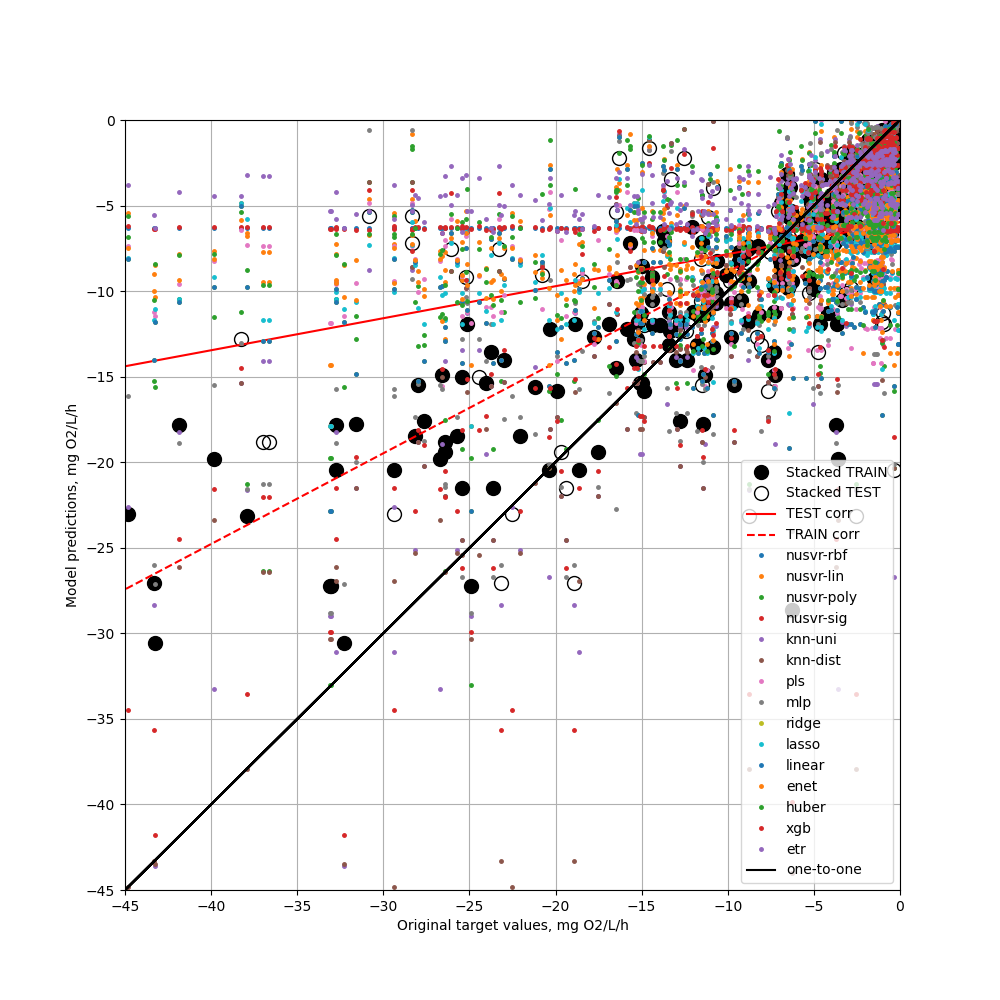 0
−5
−10
−15
−20
−25
−30
−35
−40
−45
−45
−40
−35
−30
−25
−20
−15
−10
−5
0
Model predictions, mg O2/L/h
Original target values, mg O2/L/h
Stacked TRAIN
Stacked TEST
TEST corr
TRAIN corr
nusvr-rbf
nusvr-lin
nusvr-poly
nusvr-sig
knn-uni
knn-dist
pls
mlp
ridge
lasso
linear
enet
huber
xgb
etr
one-to-one